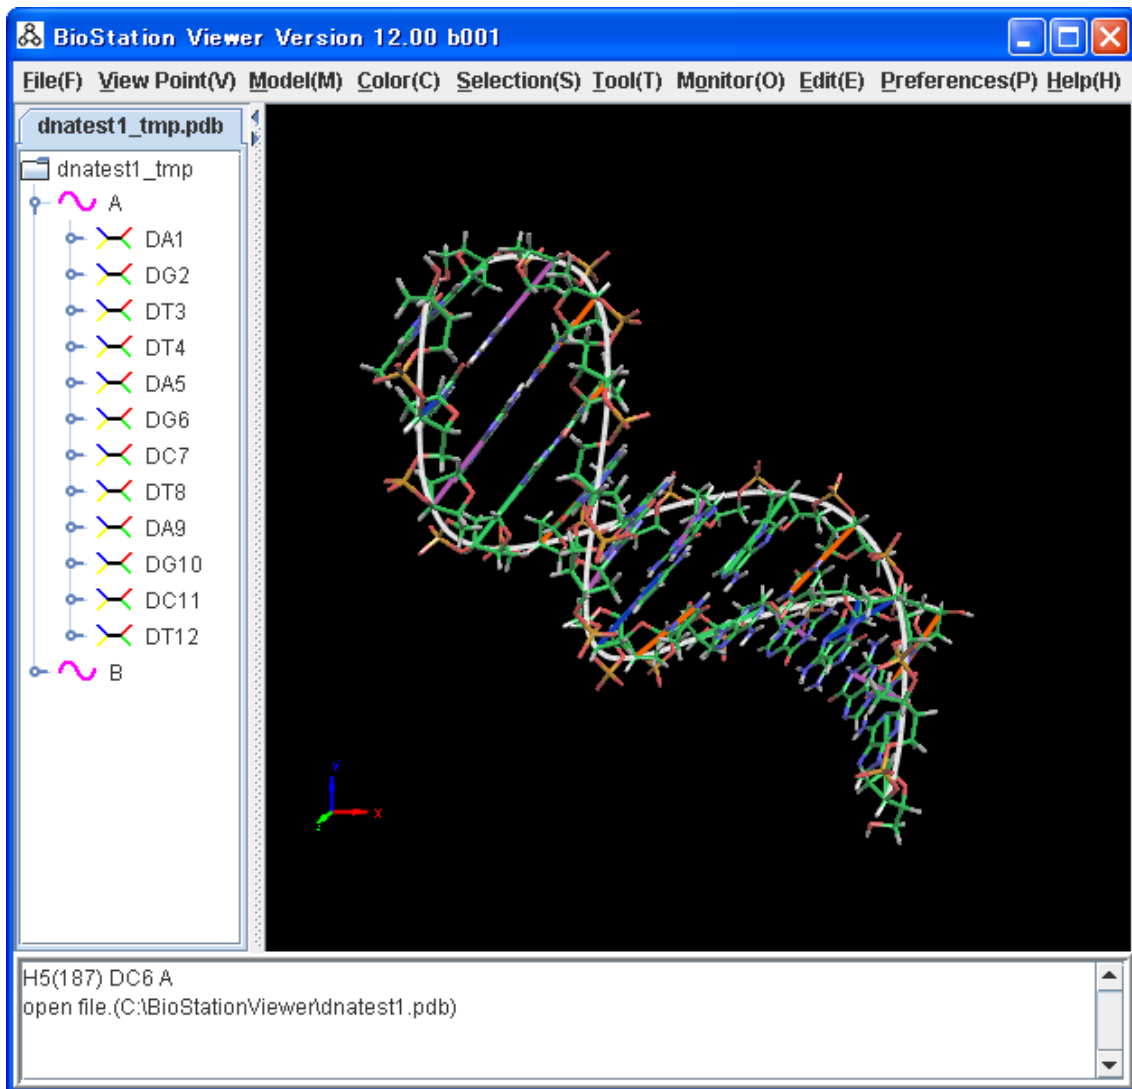 BioStation Viewer Version 12.00 b001
File(F) View Point(V) Model(M) Color(C) Selection(S) Tool(T) Monitor(O) Edit(E) Preferences(P) Help(H)
dnatest1_tmp.pdb
dnatest1_tmp
A
DA1
DG2
DT3
DT4
DA5
DG6
DC7
DT8
DA9
DG10
DC11
DT12
B
y
x
z
H5(187) DC6 A
open file.(C:\BioStationViewer\dnatest1.pdb)